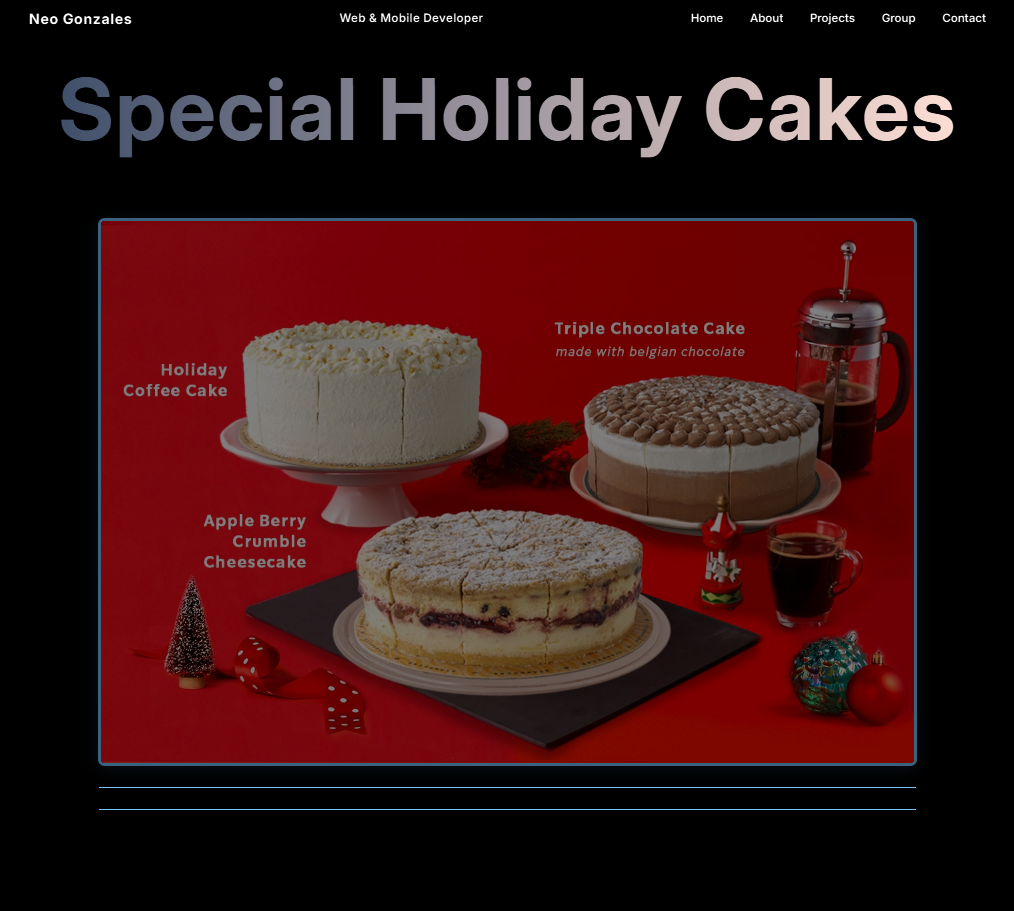 Neo Gonzales
Web & Mobile Developer
Home
About
Projects
Group
Contact
Special Holiday Cakes
Triple Chocolate Cake
made with belgian chocolate
Holiday
Coffee Cake
Apple Berry
Crumble
Cheesecake